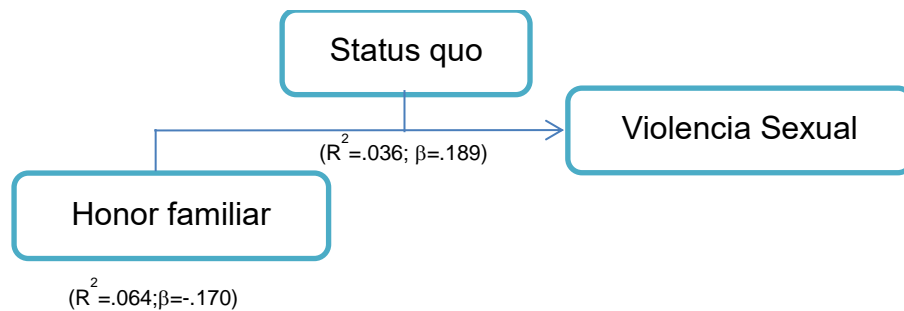 Status quo
Violencia Sexual
(R²=.036; β=.189)
Honor familiar
(R²=.064;β=-.170)